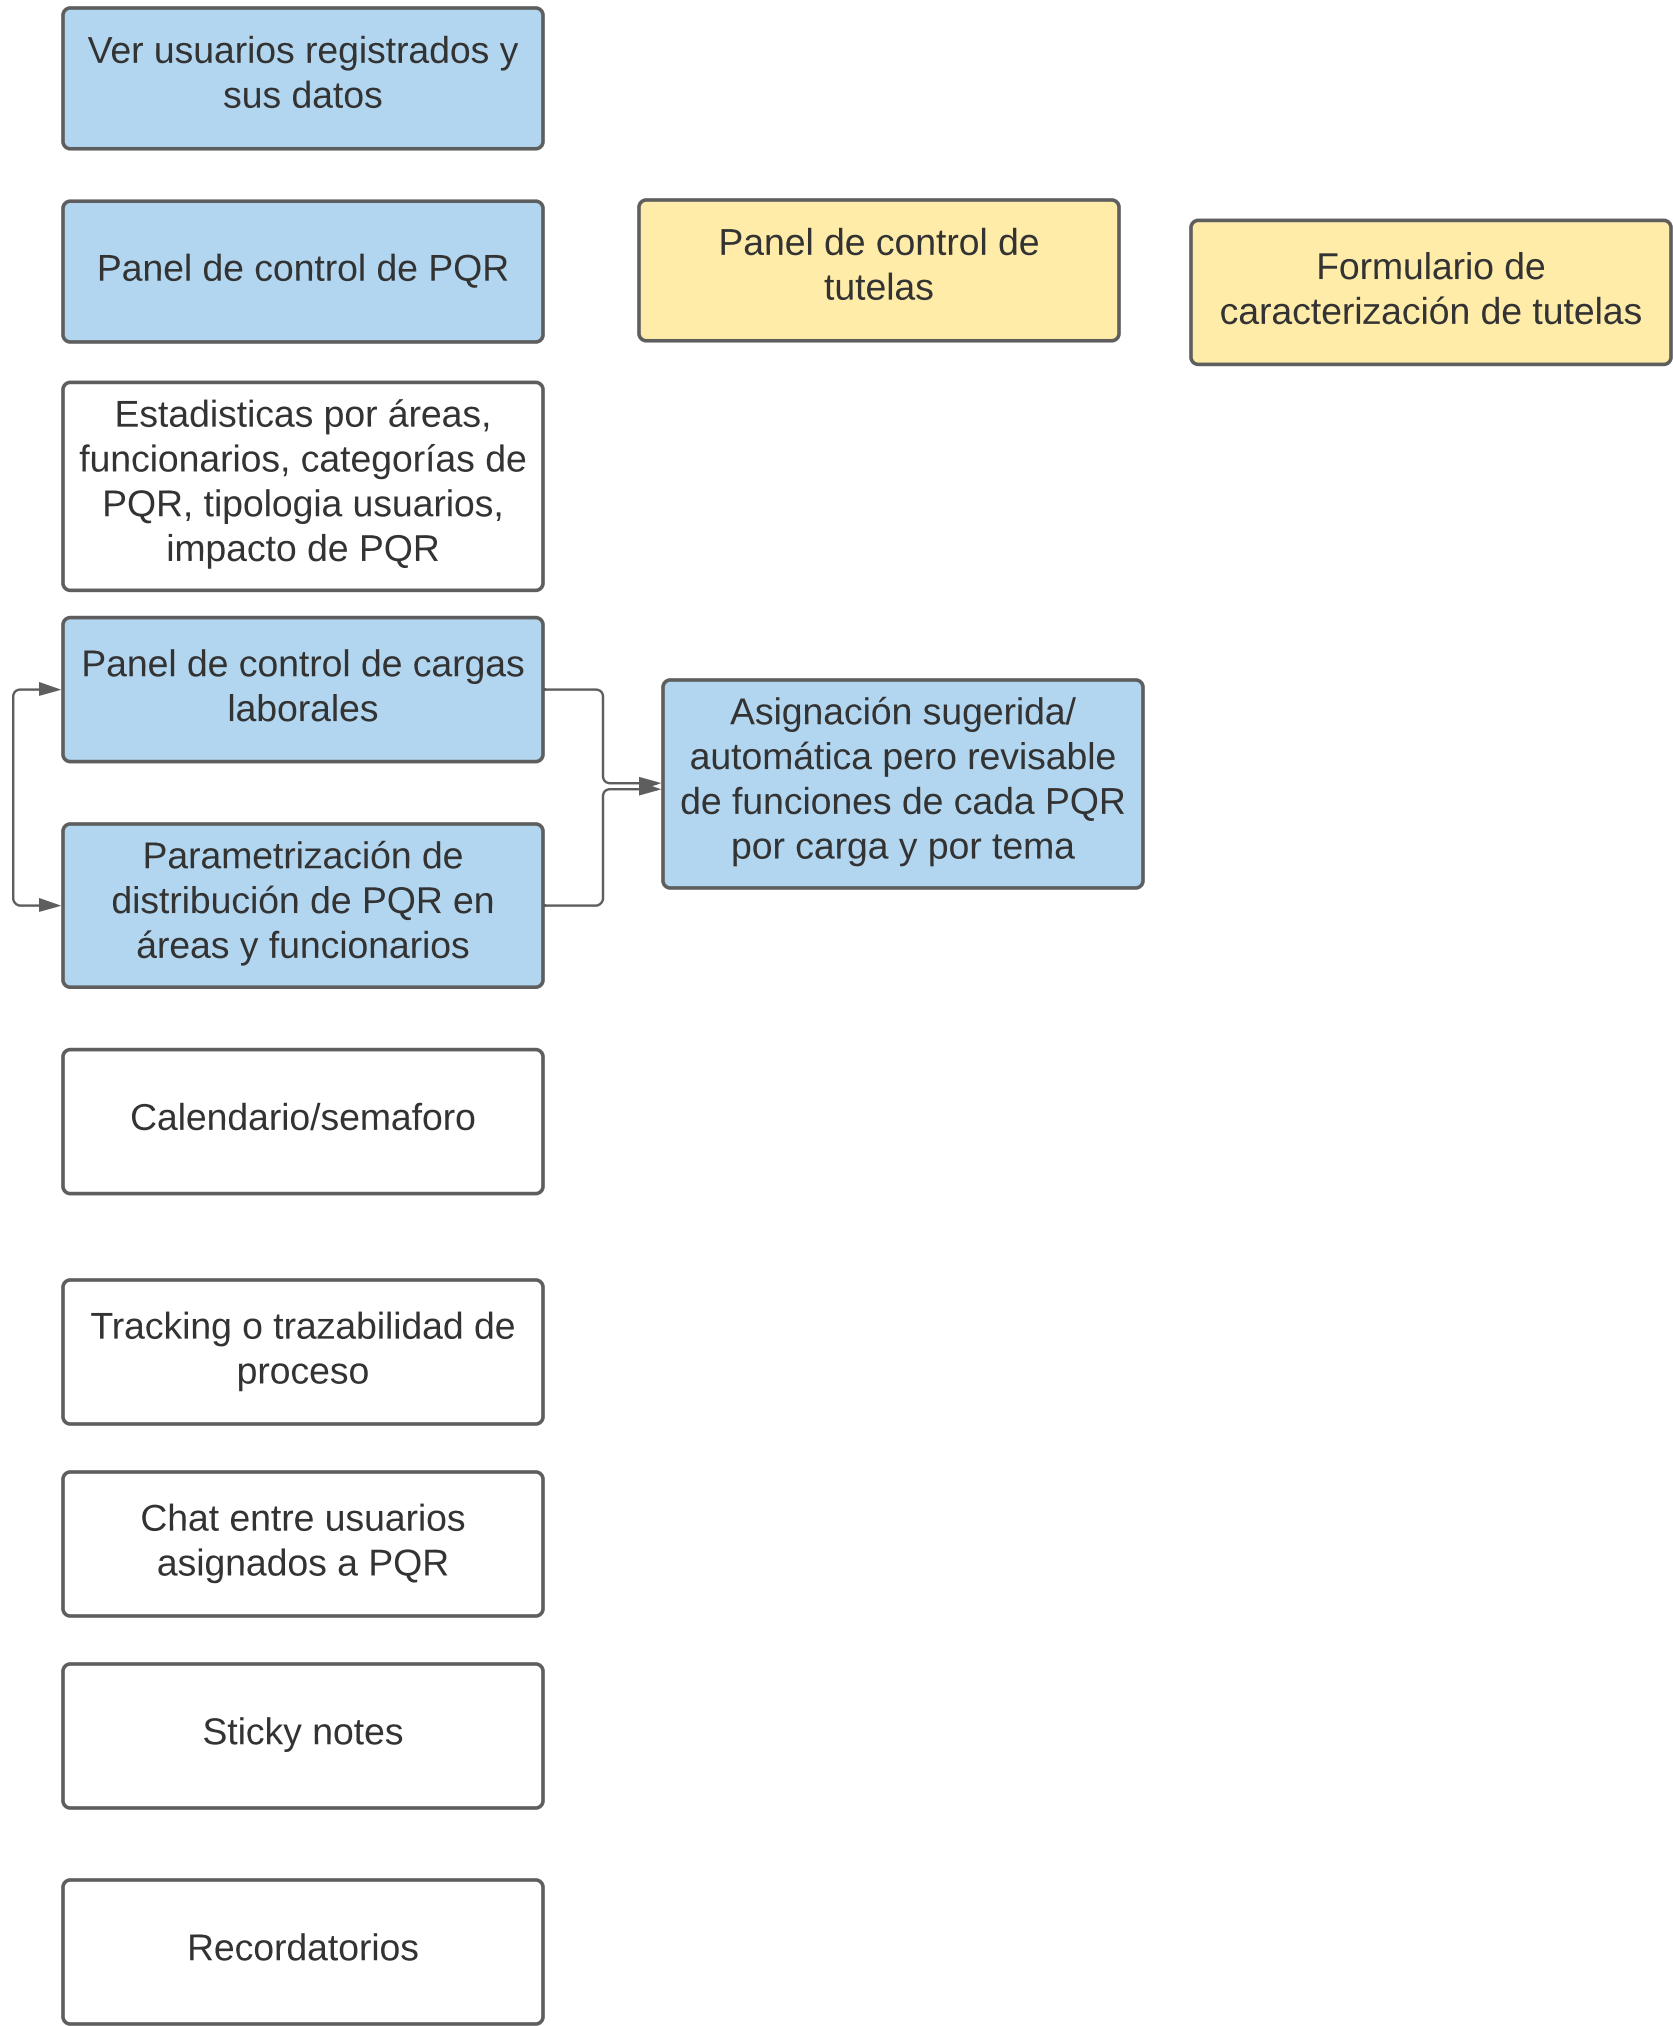 Ver usuarios registrados y
sus datos
Panel de control de PQR
Panel de control de
tutelas
Formulario de
caracterización de tutelas
Estadisticas por áreas,
funcionarios, categorías de
PQR, tipologia usuarios,
impacto de PQR
Panel de control de cargas
laborales
Asignación sugerida/
automática pero revisable
de funciones de cada PQR
por carga y por tema
Parametrización de
distribución de PQR en
áreas y funcionarios
Calendario/semaforo
Tracking o trazabilidad de
proceso
Chat entre usuarios
asignados a PQR
Sticky notes
Recordatorios